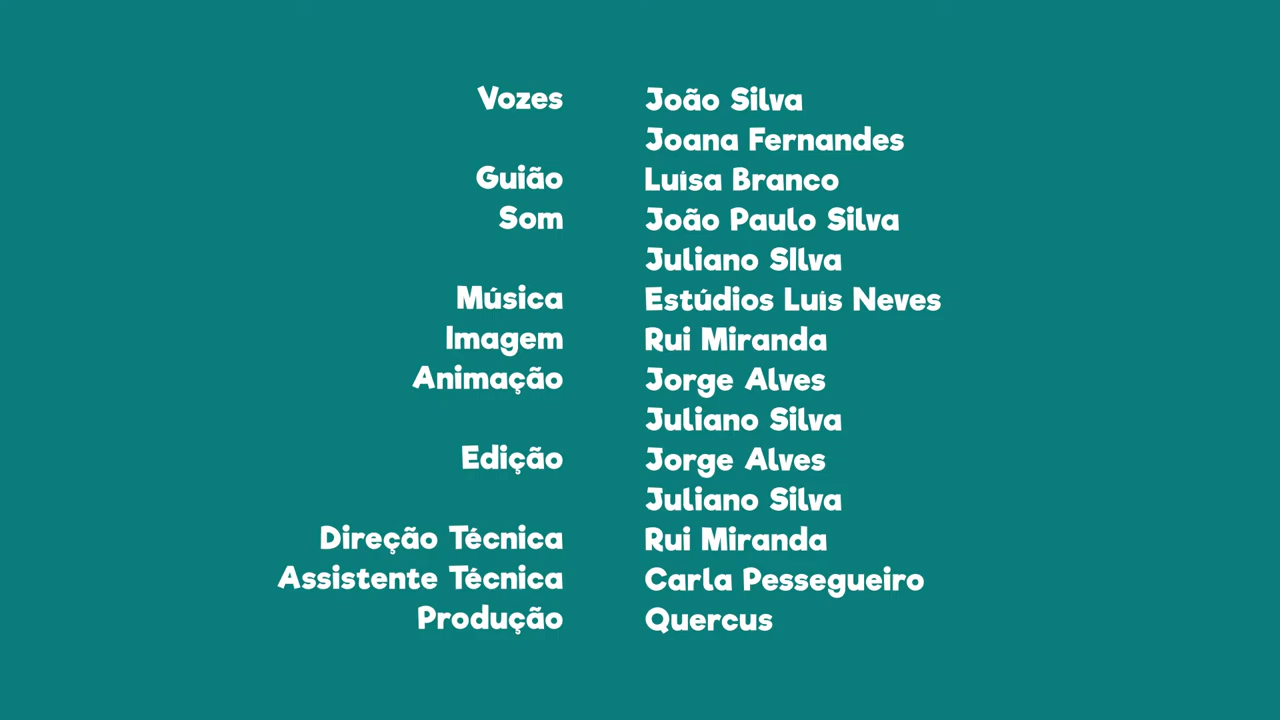 Vozes João Silva
Joana Fernandes
Guião Luísa Branco
Som João Paulo Silva
Juliano SIlva
Música Estúdios Luís Neves
Imagem Rui Miranda
Animação Jorge Alves
Juliano Silva
Edição Jorge Alves
Juliano Silva
Direção Técnica Rui Miranda
Assistente Técnica Carla Pessegueiro
Produção Quercus